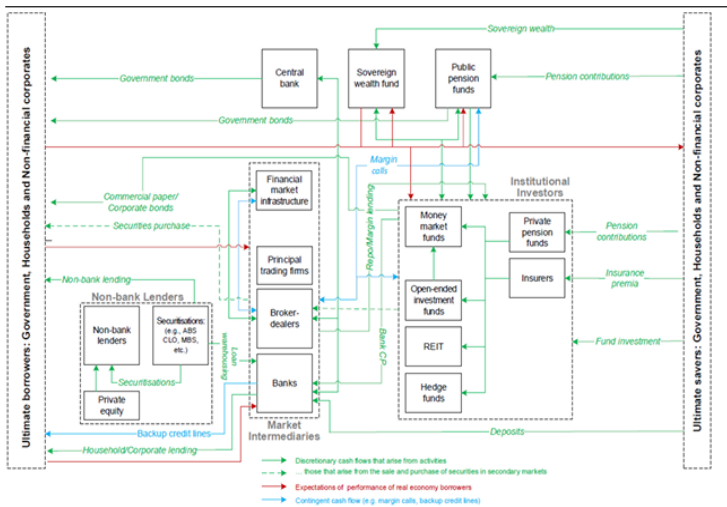 Ultimate borrowers: Government, Households and Non-financial corporates
Ultimate savers: Government, Households and Non-financial corporates
Sovereign wealth
Central
bank
Sovereign
wealth fund
Public
pension
funds
Government bonds
Pension contributions
Government bonds
Margin
calls
Institutional
Investors
Financial
market
infrastructure
Commercial paper/
Corporate bonds
Securities purchase
Repo/Margin lending
Money
market
funds
Private
pension
funds
Pension
contributions
Principal
trading firms
Non-bank lending
Insurers
Insurance
premia
Non-bank Lenders
Non-bank
lenders
Securitisations:
(e.g., ABS
CLO, MBS,
etc.)
Broker-
dealers
Open-ended
investment
funds
Loan
warehousing
Bank CP
REIT
Fund investment
Securitisations
Private
equity
Banks
Hedge
funds
Market
Intermediaries
Backup credit lines
Deposits
Household/Corporate lending
Discretionary cash flows that arise from activities
... those that arise from the sale and purchase of securities in secondary markets
Expectations of performance of real economy borrowers
Contingent cash flow (e.g. margin calls, backup credit lines)